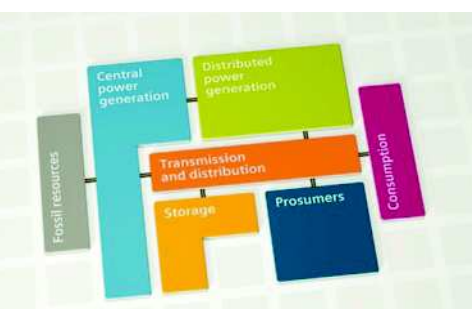 Central
power
generation
Distributed
power
generation
Fossil resources
Transmission
and distribution
Consumption
Storage
Prosumers